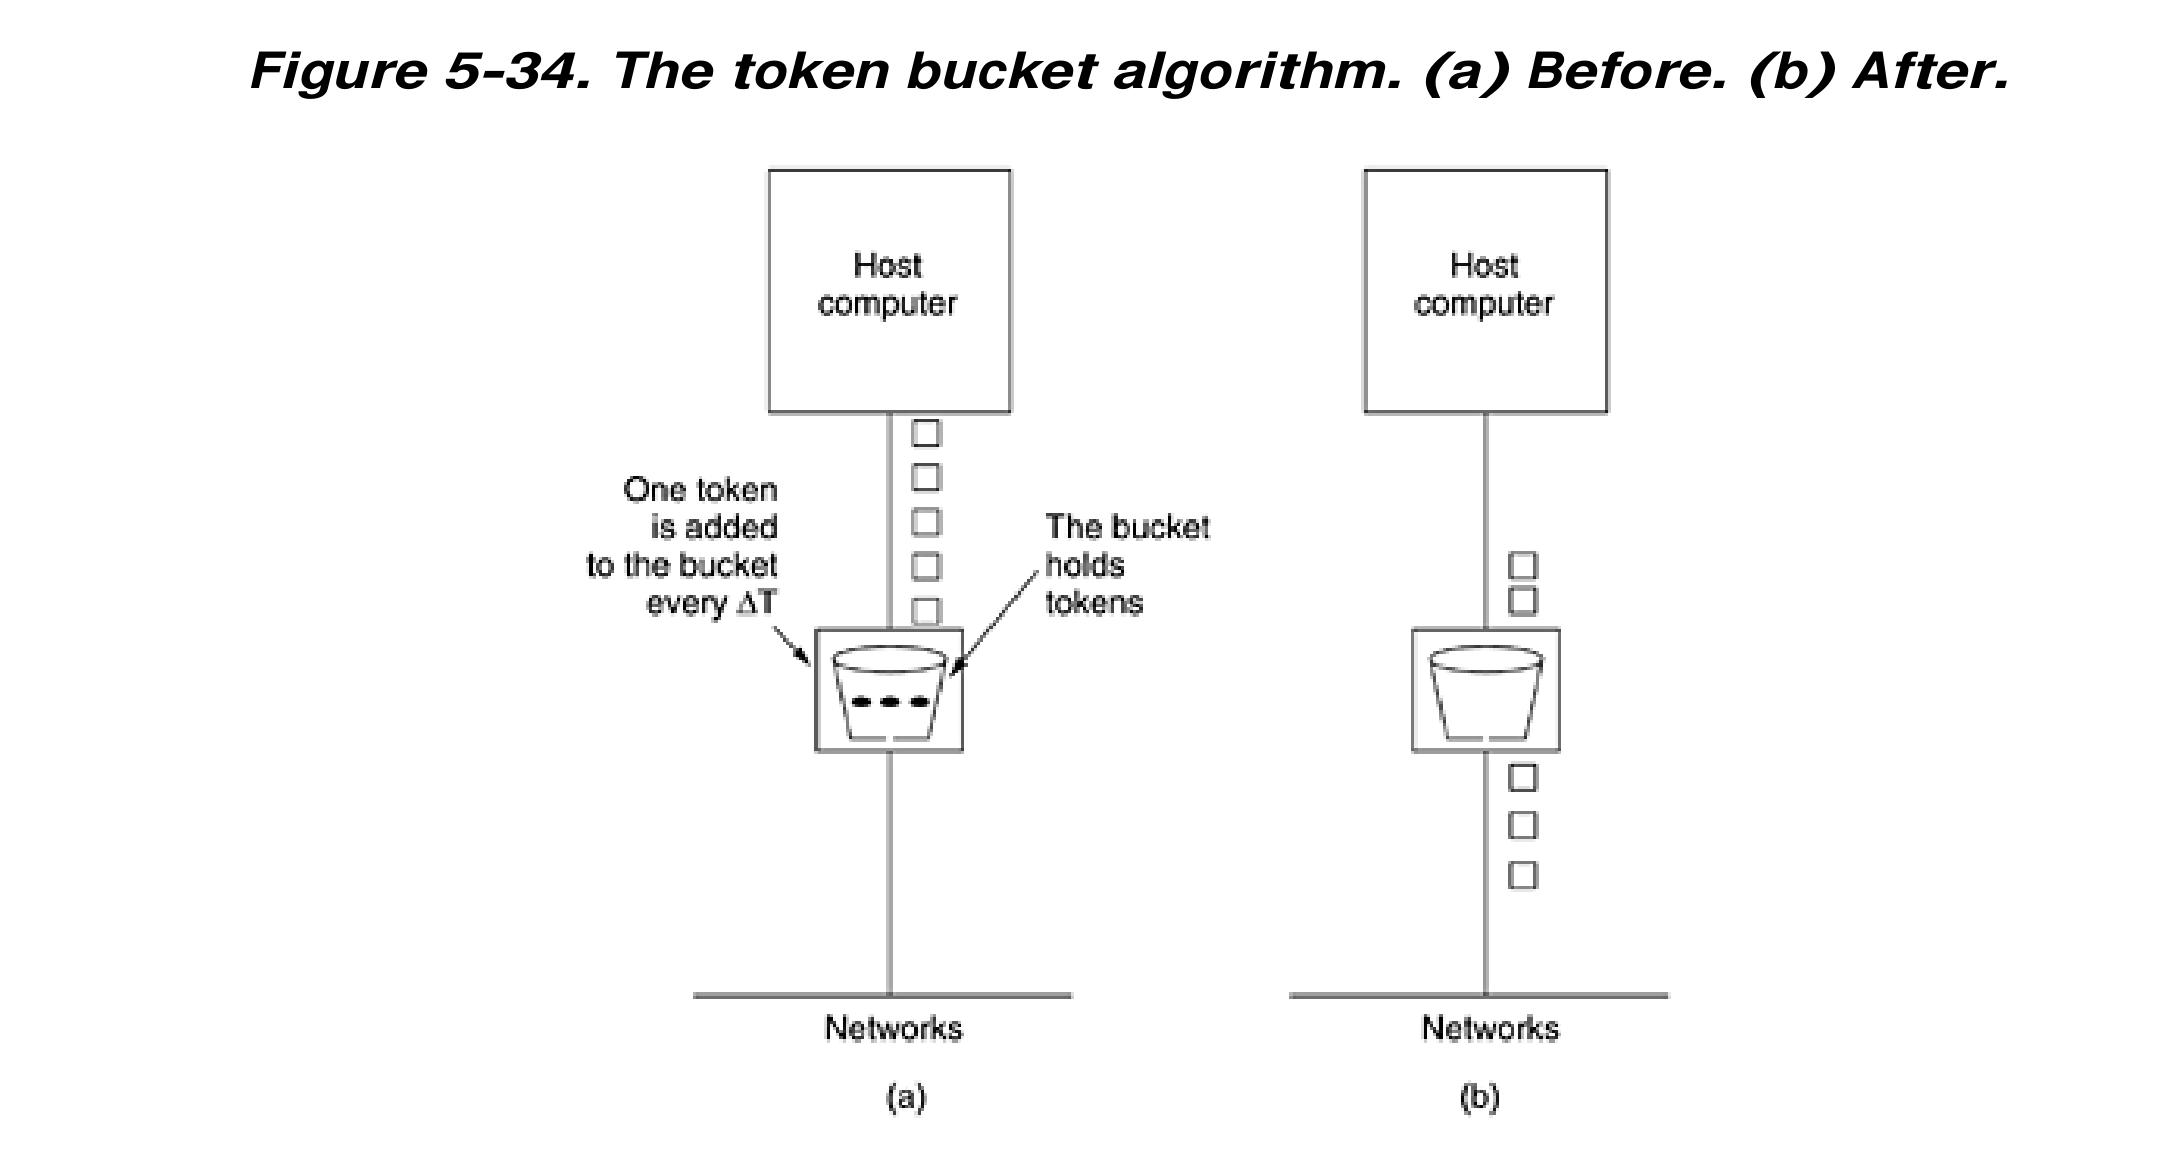 Figure 5-34. The token bucket algorithm. (a) Before. (b) After.
Host
computer
One token
is added
to the bucket
every ΔT
The bucket
holds
tokens
Networks
(a)
Host
computer
Networks
(b)